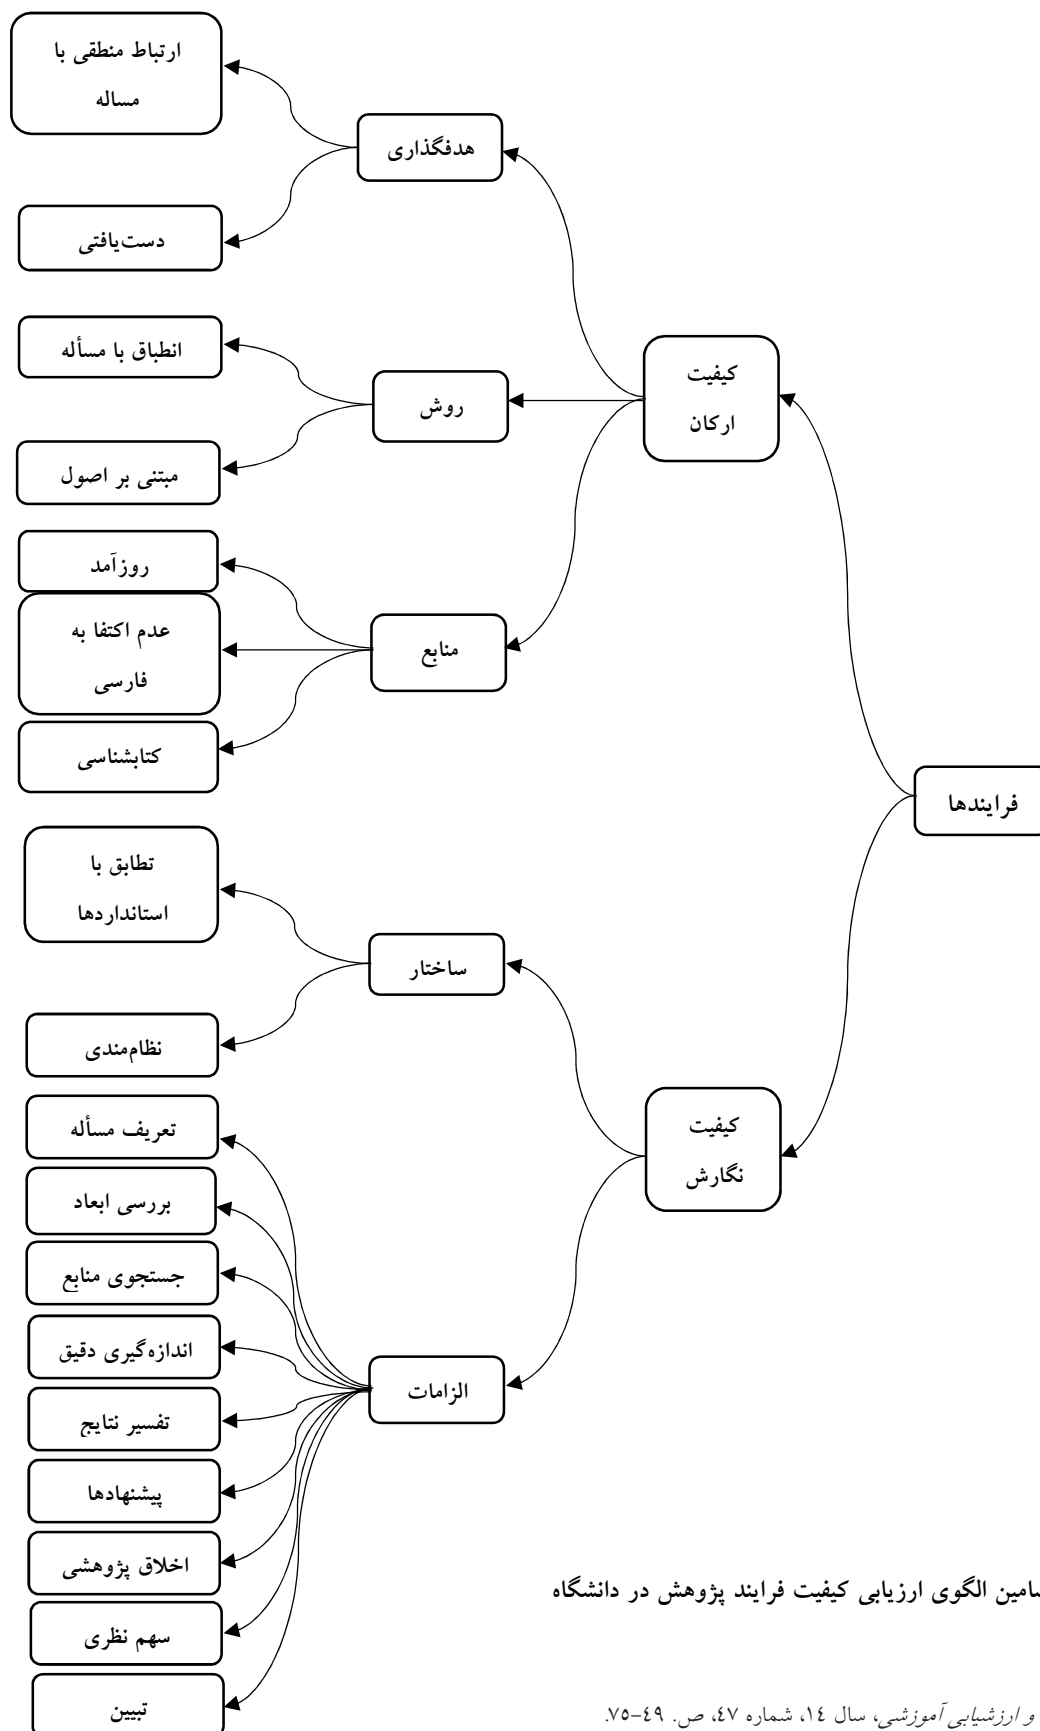 فرایندها
کیفیت
ارکان
هدفگذاری
ارتباط منطقی با
مساله
دست‌یافتی
روش
انطباق با مسأله
مبتنی بر اصول
منابع
روزآمد
عدم اکتفا به
فارسی
کتابشناسی
کیفیت
نگارش
ساختار
تطابق با
استانداردها
نظام‌مندی
الزامات
تعریف مسأله
بررسی ابعاد
جستجوی منابع
اندازه‌گیری دقیق
تفسیر نتایج
پیشنهادها
اخلاق پژوهشی
سهم نظری
تبیین
الگوی ارزیابی کیفیت فرایند پژوهش در دانشگاه
و ارزشیابی آموزشی، سال ١٤، شماره ٤٧، ص. ٤٩-٧٥.